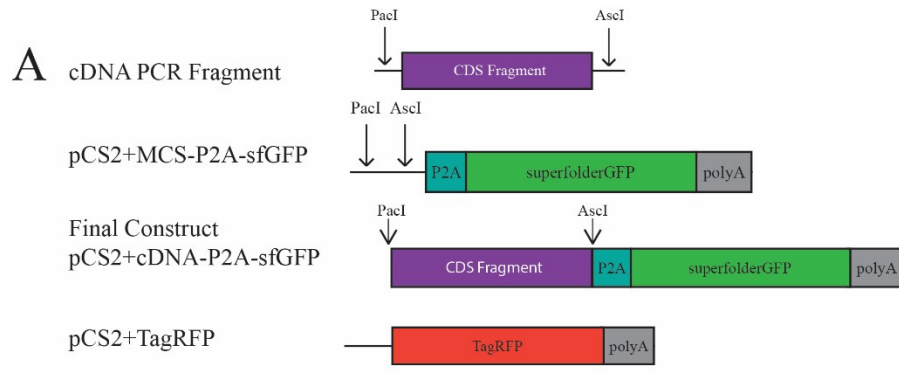 PacI AscI
A cDNA PCR Fragment CDS Fragment
PacI AscI
pCS2+MCS-P2A-sfGFP P2A superfolderGFP polyA
PacI AscI
Final Construct
pCS2+cDNA-P2A-sfGFP CDS Fragment P2A superfolderGFP polyA
pCS2+TagRFP TagRFP polyA